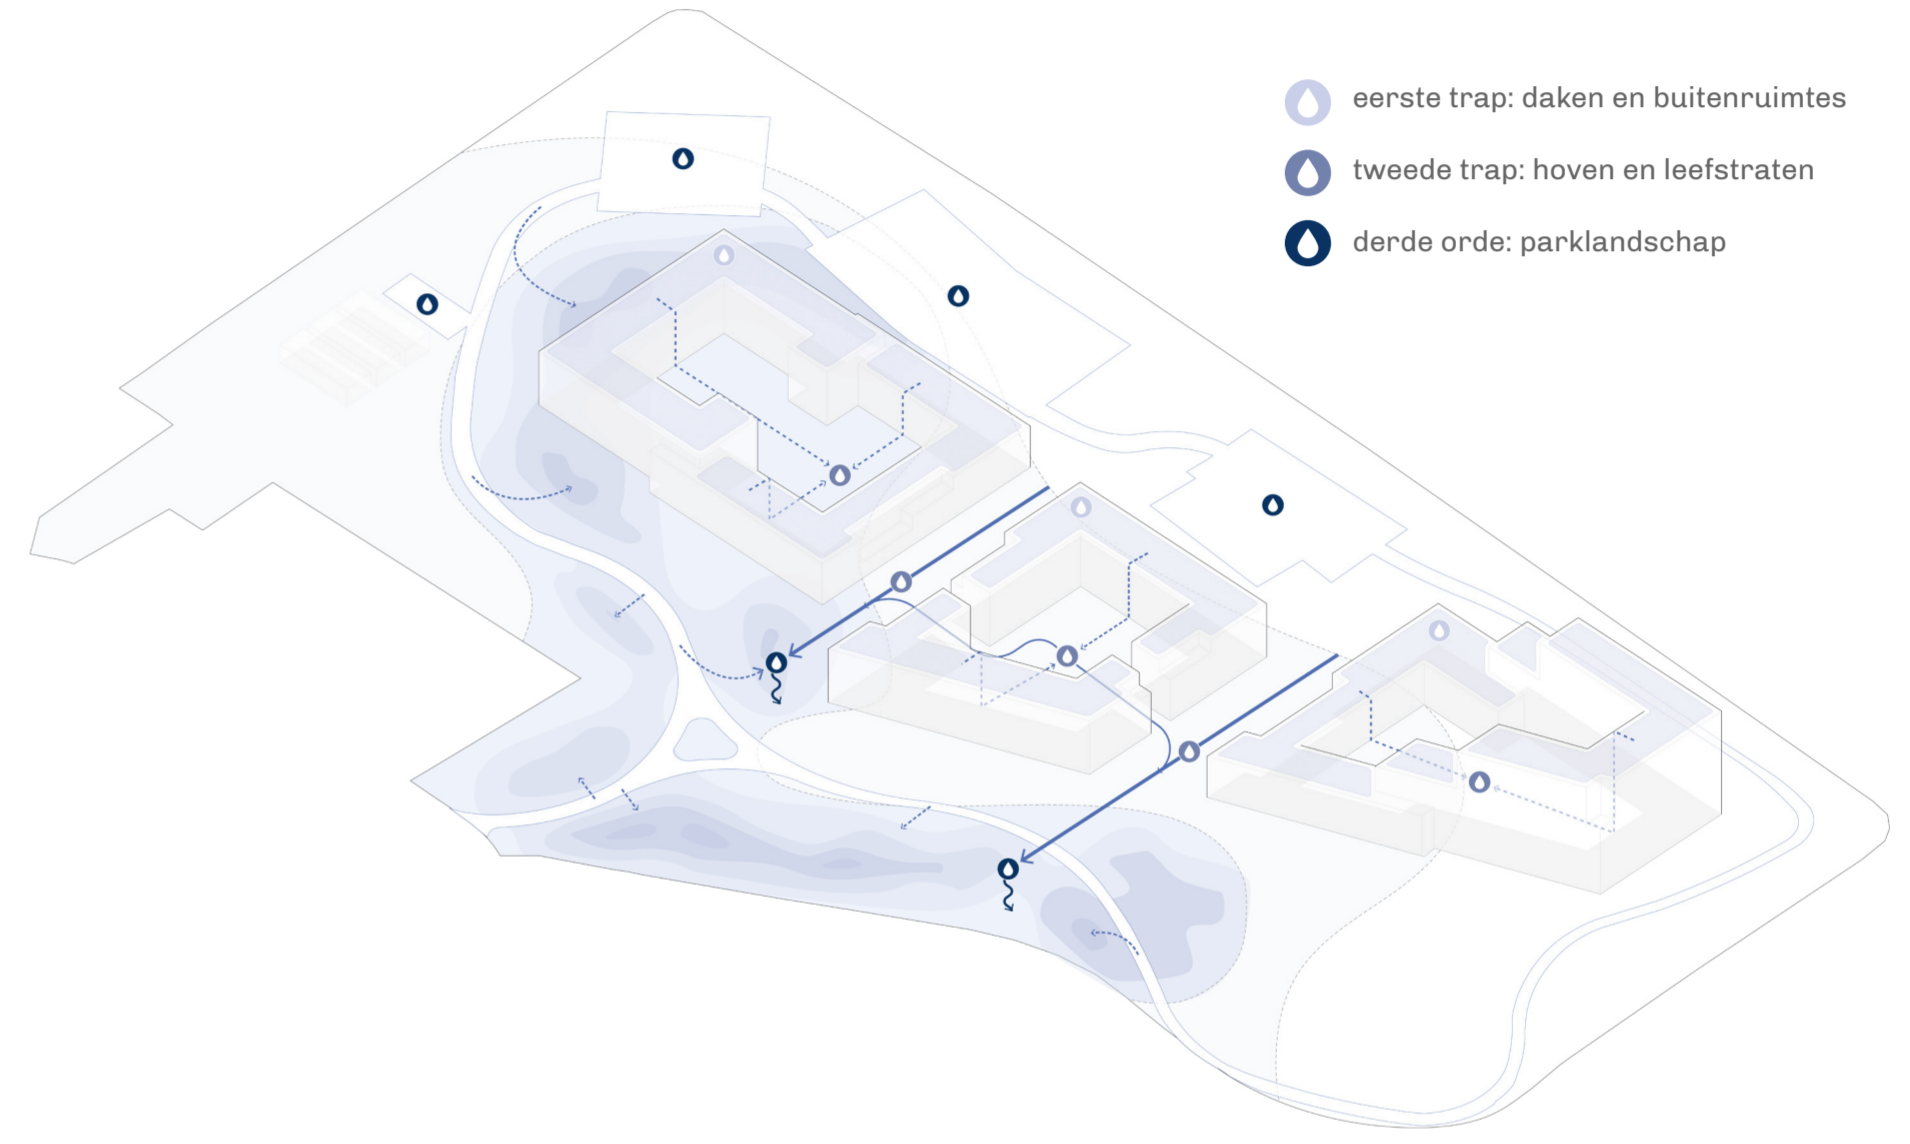 eerste trap: daken en buitenruimtes
tweede trap: hoven en leefstraten
derde orde: parklandschap